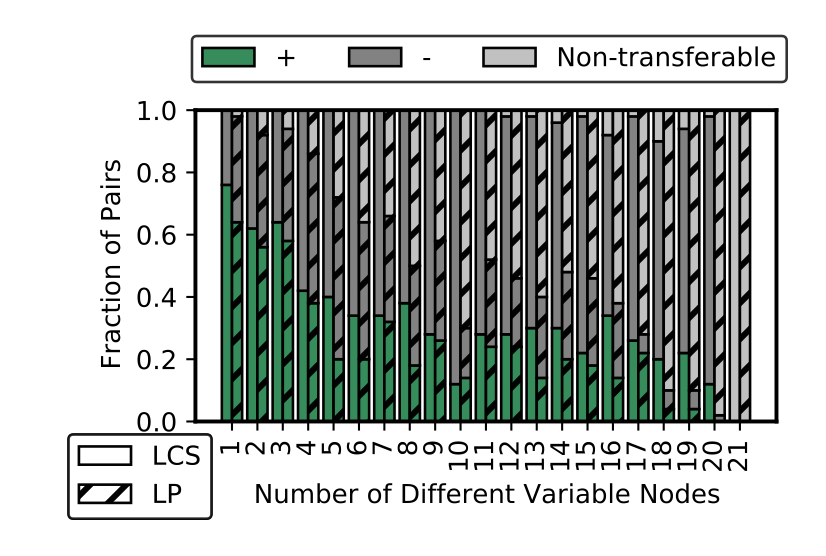 + - Non-transferable
1.0
0.8
0.6
0.4
0.2
0.0
Fraction of Pairs
1 2 3 4 5 6 7 8 9 10 11 12 13 14 15 16 17 18 19 20 21
Number of Different Variable Nodes
LCS
LP